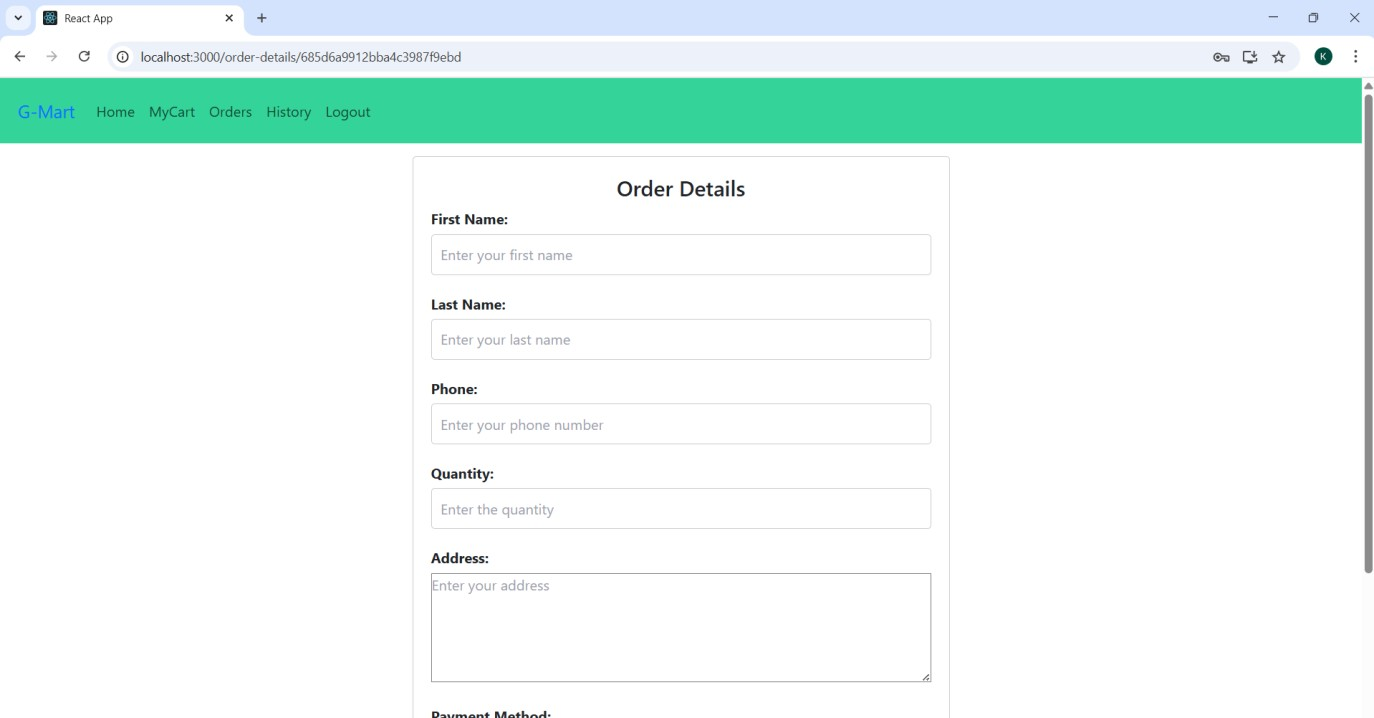 React App
localhost:3000/order-details/685d6a9912bba4c3987f9ebd
K
G-Mart Home MyCart Orders History Logout
Order Details
First Name:
Enter your first name
Last Name:
Enter your last name
Phone:
Enter your phone number
Quantity:
Enter the quantity
Address:
Enter your address
Payment Method: